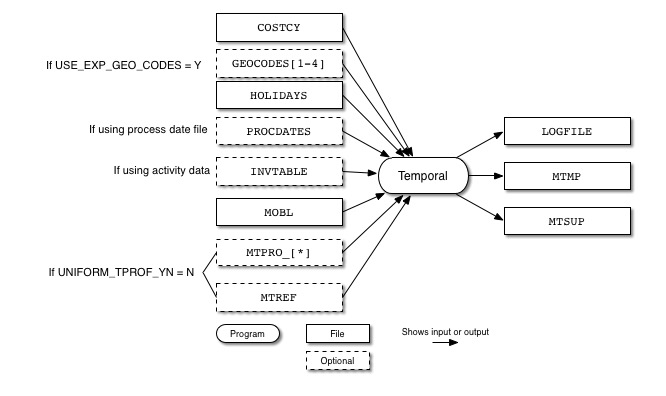 COSTCY
If USE_EXP_GEO_CODES = Y
GEOCODES[1-4]
HOLIDAYS
If using process date file
PROCDATES
LOGFILE
If using activity data
INVTABLE
Temporal
MTMP
MOBL
MTSUP
MTPRO_[*]
If UNIFORM_TPROF_YN = N
MTREF
Program
File
Shows input or output
Optional